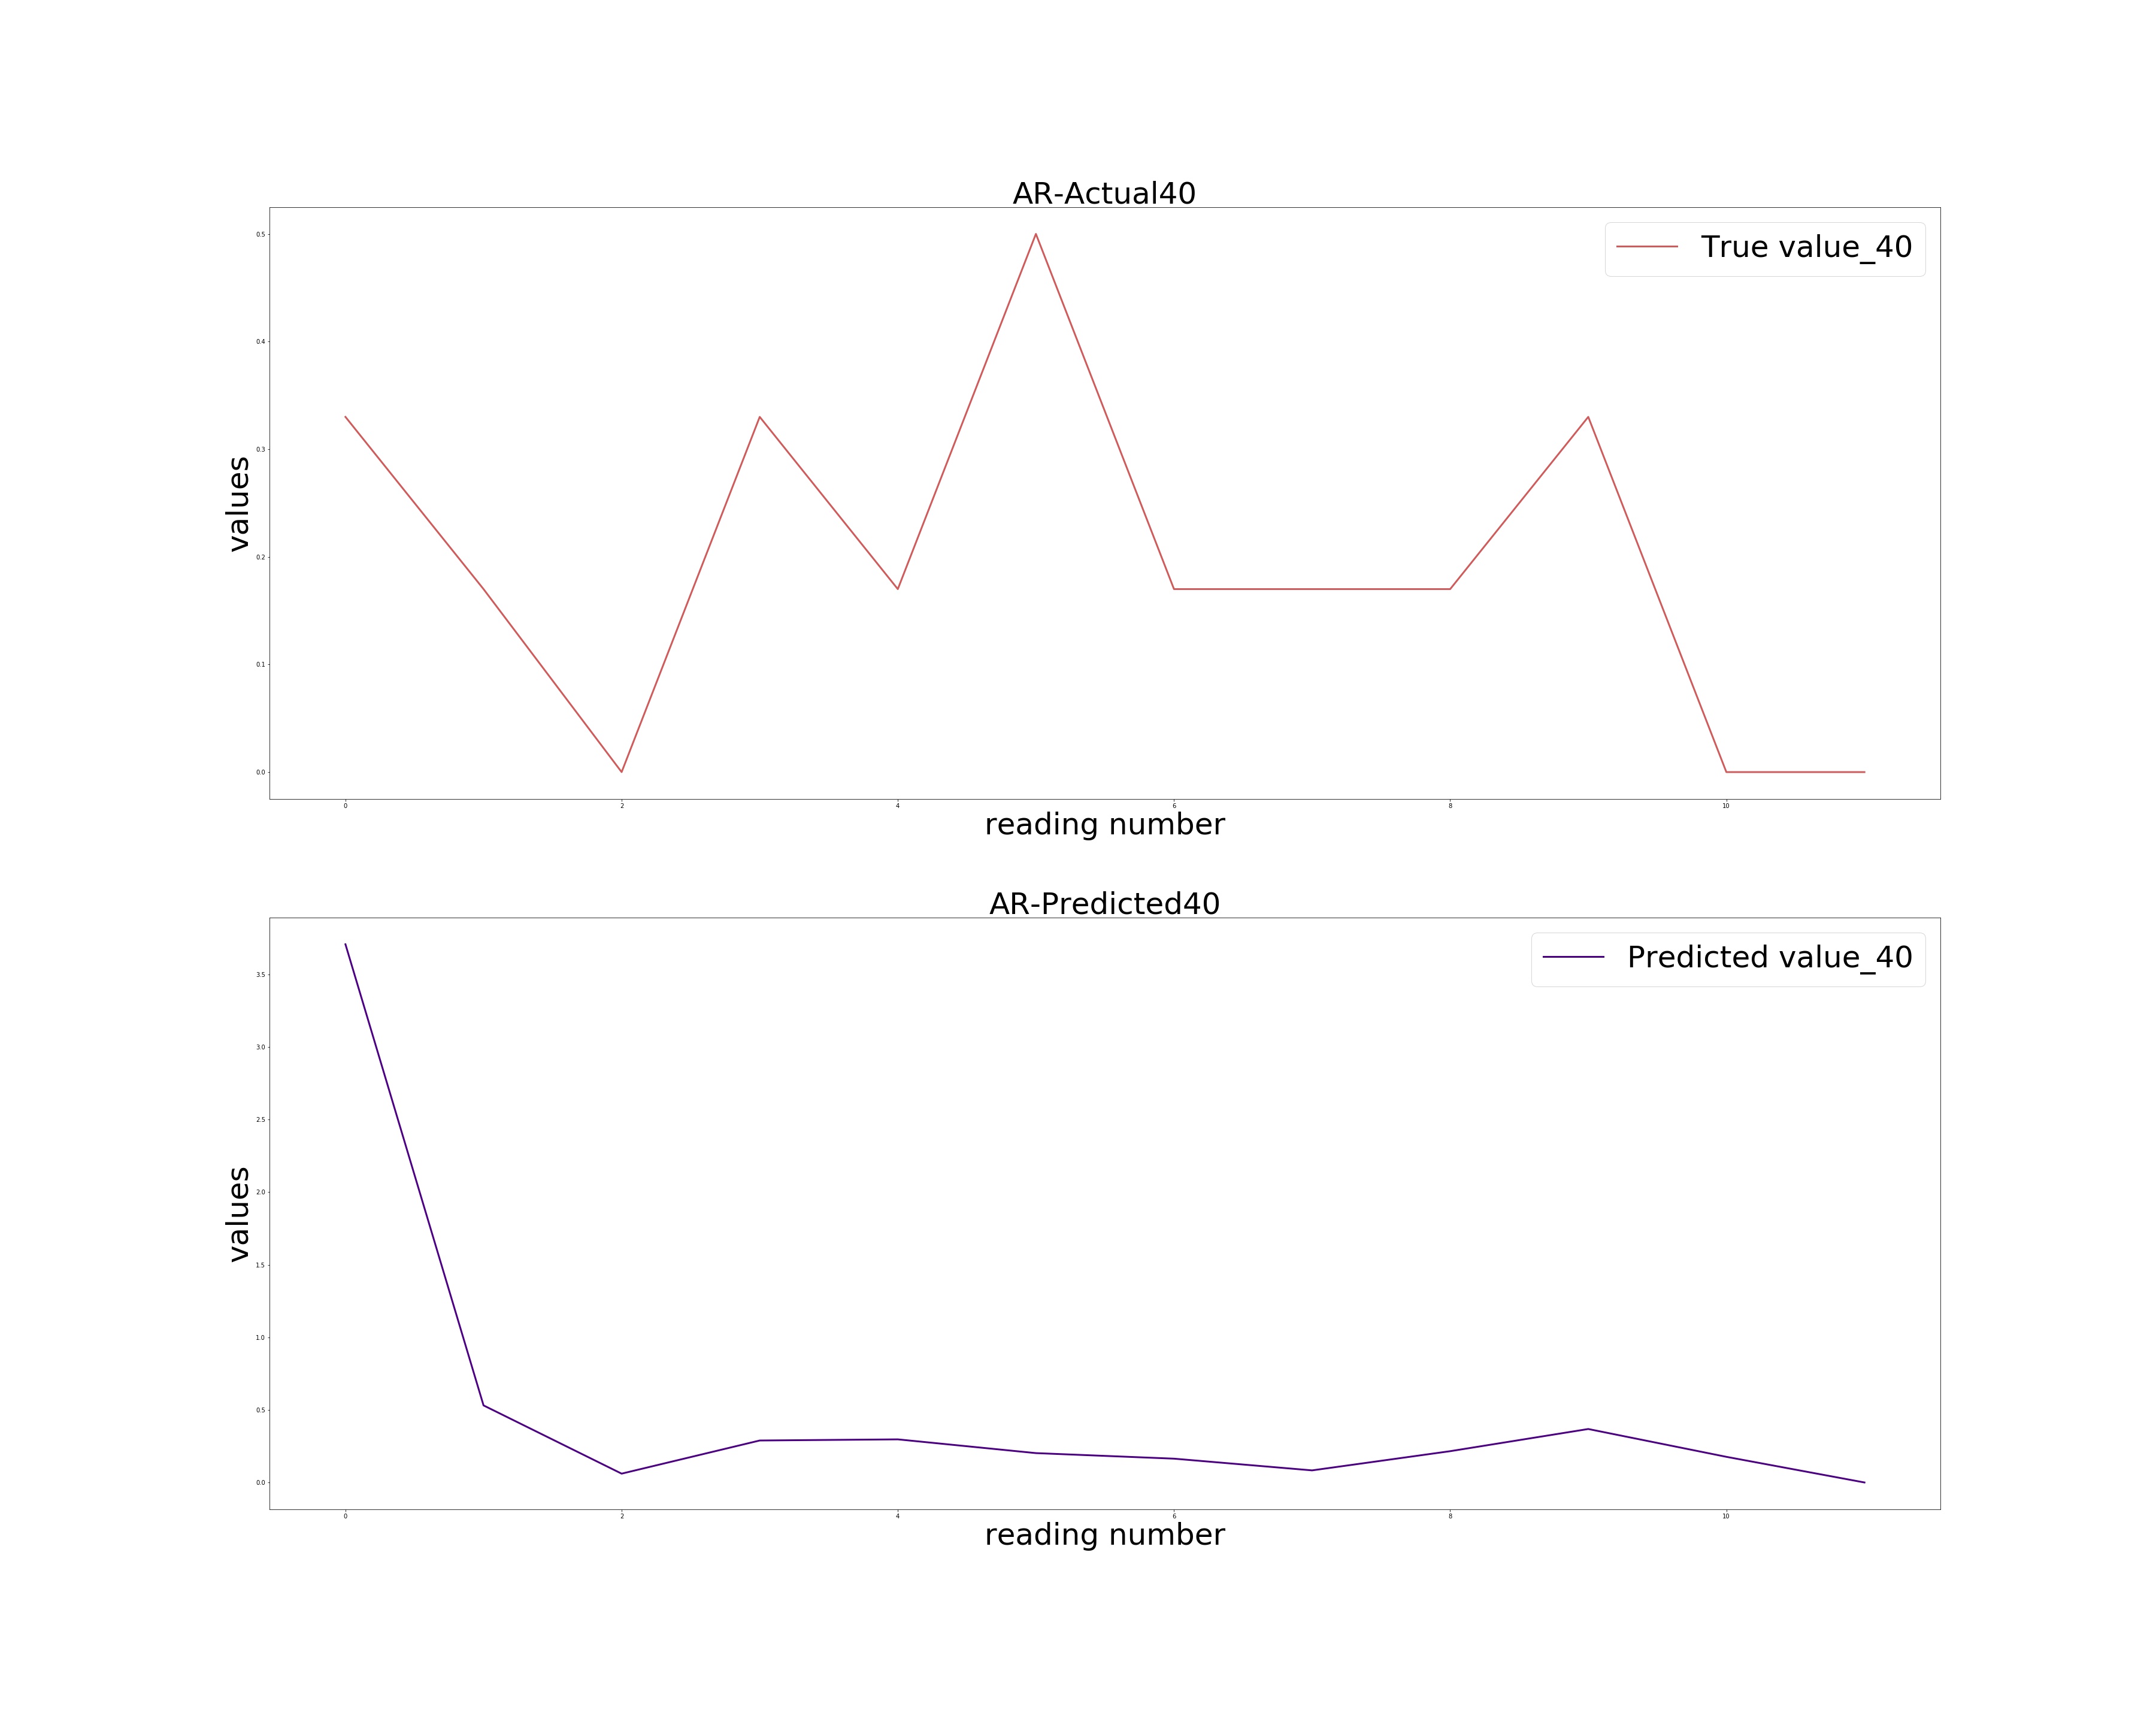 AR-Actual40
True value_40
0.5
0.4
0.3
0.2
0.1
0.0
values
0 2 4 6 8 10
reading number
AR-Predicted40
Predicted value_40
3.5
3.0
2.5
2.0
1.5
1.0
0.5
0.0
values
0 2 4 6 8 10
reading number